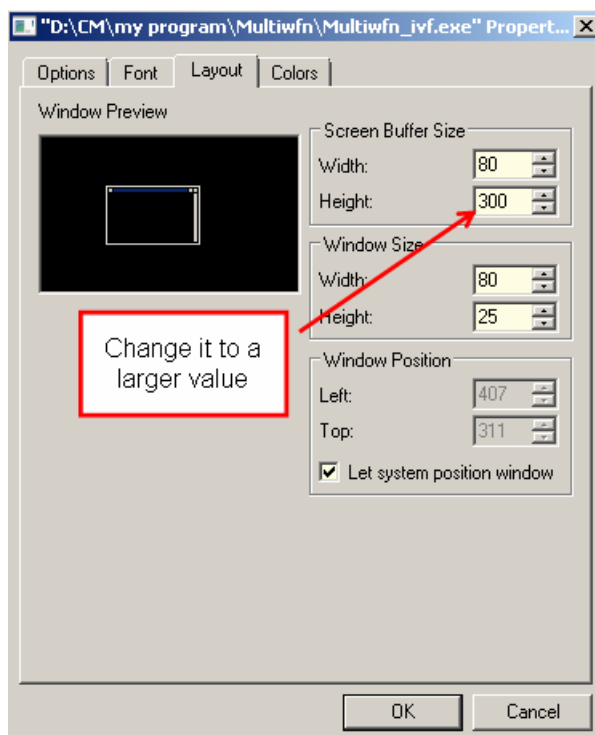 "D:\CM\my program\Multiwfn\Multiwfn_ivf.exe" Propert...
Options Font Layout Colors
Window Preview
Screen Buffer Size
Width: 80
Height: 300
Window Size
Width: 80
Height: 25
Change it to a
larger value
Window Position
Left: 407
Top: 311
Let system position window
OK Cancel